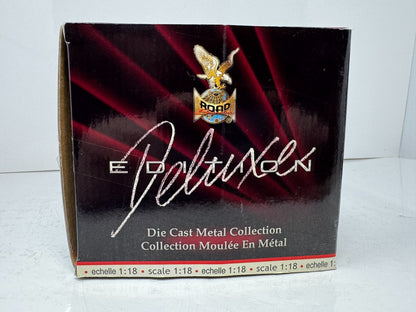 ROAD
Deluxe
EDITION
Die Cast Metal Collection
Collection Moulée En Métal
• echelle 1:18 • scale 1:18 • echelle 1:18 • scale 1:18 • echelle 1:18